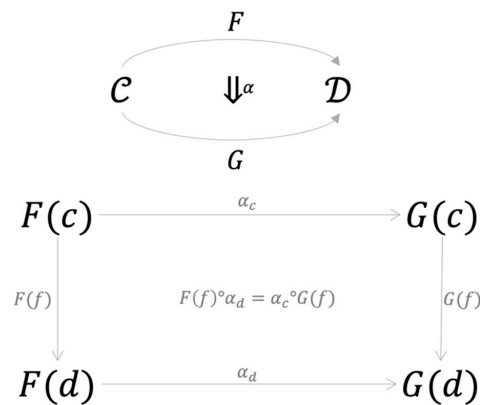 F
𝒞 ⇓α 𝒟
G
F(c) α_c G(c)
F(f) F(f)°α_d = α_c°G(f) G(f)
F(d) α_d G(d)